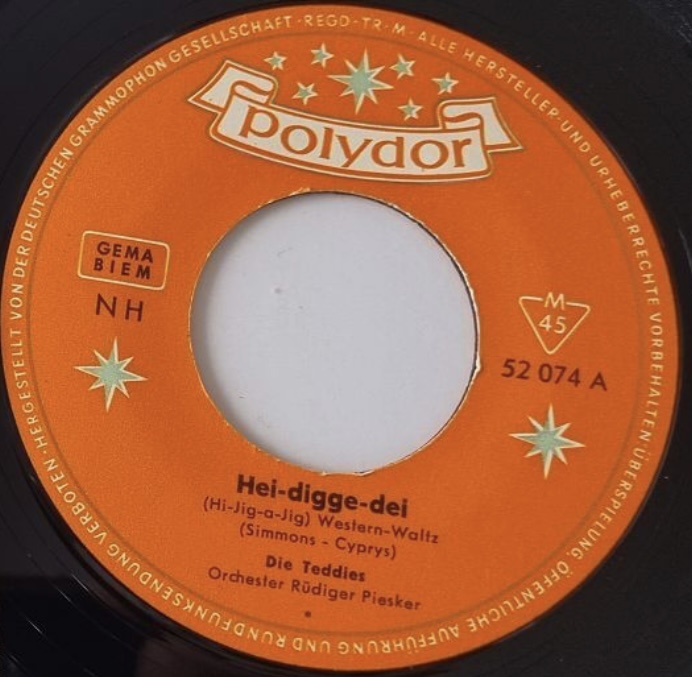 HERGESTELLT VON DER DEUTSCHEN GRAMMOPHON GESELLSCHAFT · REGD · TR · M · ALLE HERSTELLER- UND URHEBERRECHTE VORBEHALTEN · ÜBERSPIELUNG, ÖFFENTLICHE AUFFÜHRUNG UND RUNDFUNKSENDUNG VERBOTEN ·
polydor
GEMA
BIEM
NH
M
45
52 074 A
Hei-digge-dei
(Hi-Jig-a-Jig) Western-Waltz
(Simmons - Cyprys)
Die Teddies
Orchester Rüdiger Piesker